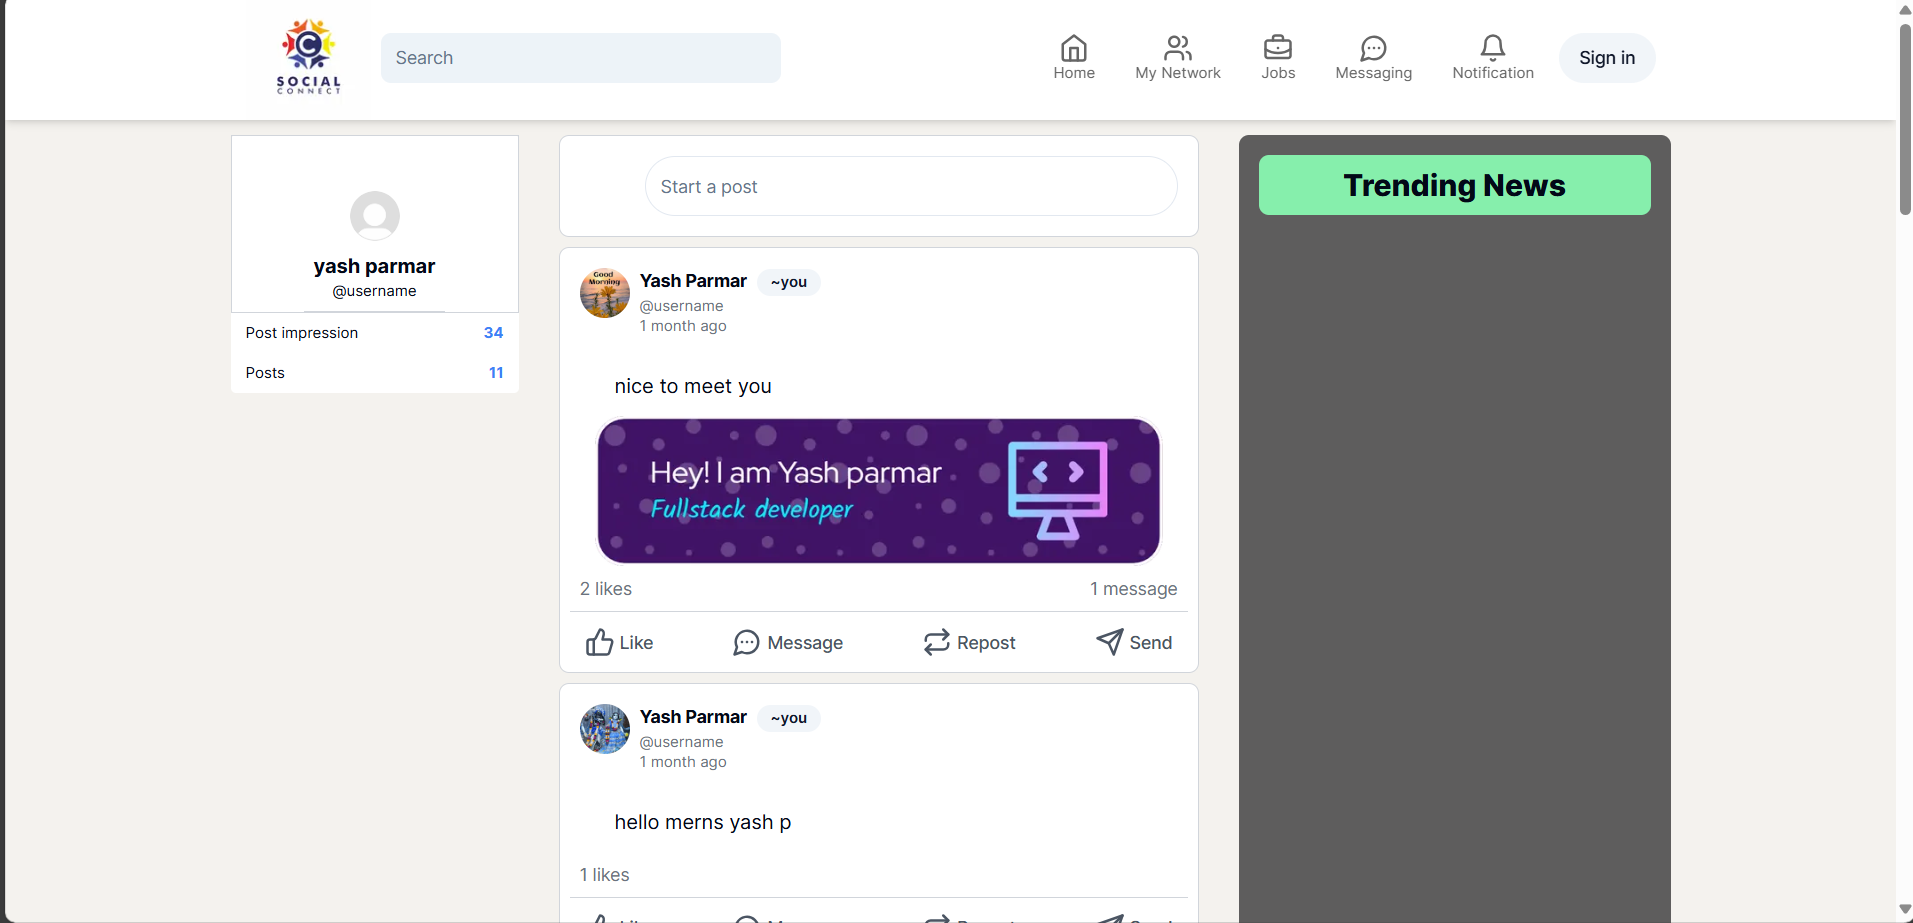 SOCIAL
CONNECT
Search
Home
My Network
Jobs
Messaging
Notification
Sign in
yash parmar
@username
Post impression 34
Posts 11
Start a post
Good
Morning
Yash Parmar ~you
@username
1 month ago
nice to meet you
Hey! I am Yash parmar
Fullstack developer
2 likes 1 message
Like Message Repost Send
Yash Parmar ~you
@username
1 month ago
hello merns yash p
1 likes
Trending News